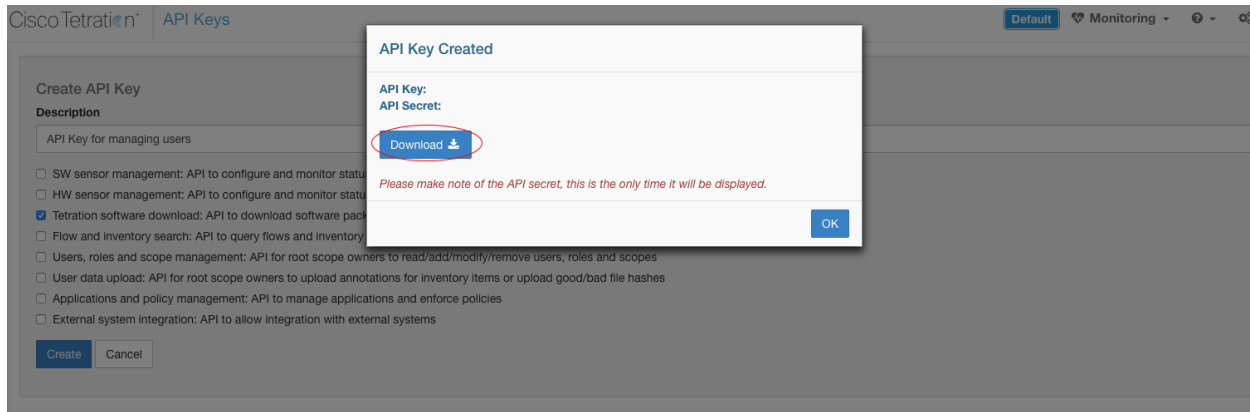 Cisco Tetration™ API Keys Default Monitoring
API Key Created
API Key:
API Secret:
Download
Please make note of the API secret, this is the only time it will be displayed.
OK
Create API Key
Description
API Key for managing users
SW sensor management: API to configure and monitor
HW sensor management: API to configure and monitor
Tetration software download: API to download software
Flow and inventory search: API to query flows and inventory
Users, roles and scope management: API for root scope owners to read/add/modify/remove users, roles and scopes
User data upload: API for root scope owners to upload annotations for inventory items or upload good/bad file hashes
Applications and policy management: API to manage applications and enforce policies
External system integration: API to allow integration with external systems
Create Cancel